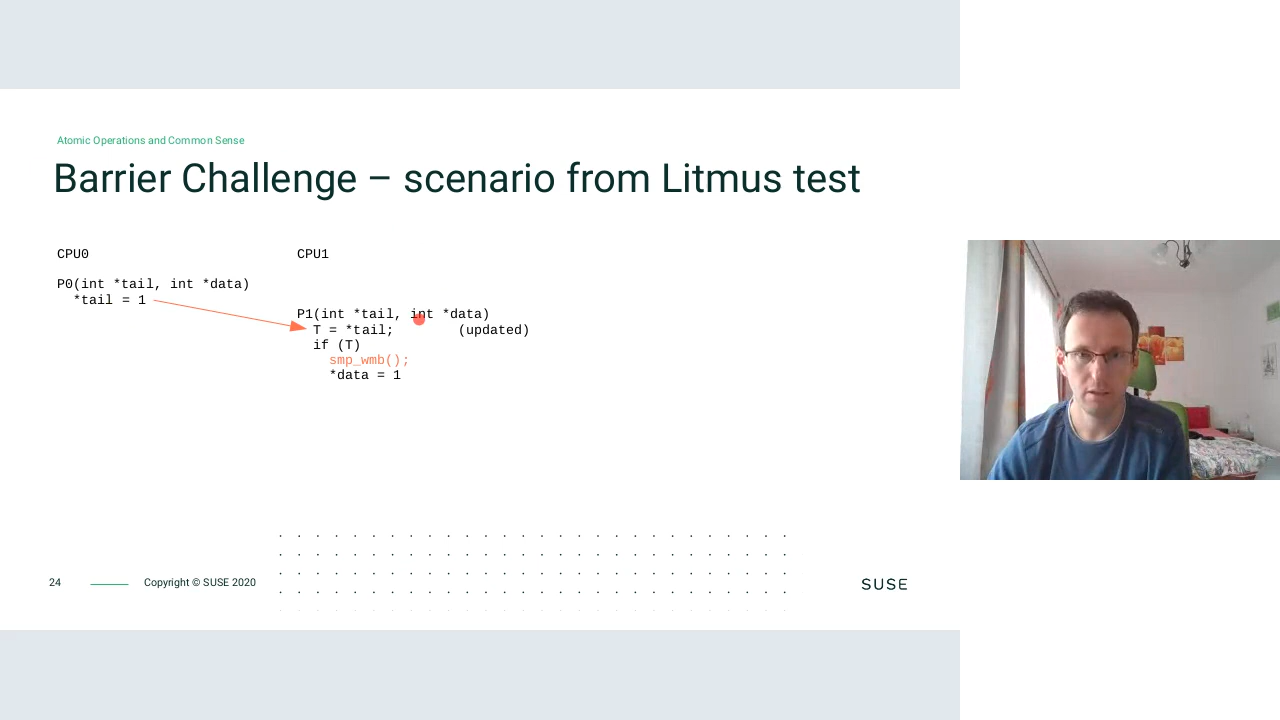 Atomic Operations and Common Sense
Barrier Challenge – scenario from Litmus test
CPU0
CPU1
P0(int *tail, int *data)
*tail = 1
P1(int *tail, int *data)
T = *tail; (updated)
if (T)
smp_wmb();
*data = 1
24
Copyright © SUSE 2020
SUSE